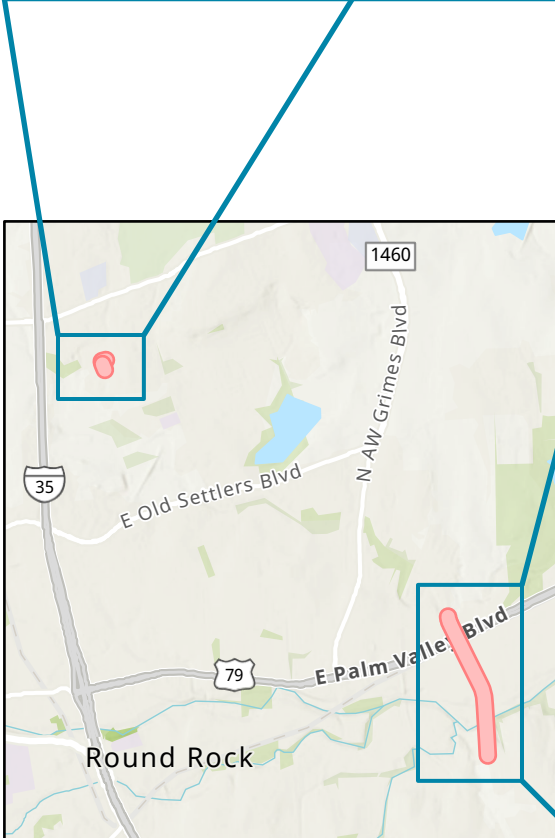 1460
N AW Grimes Blvd
35
E Old Settlers Blvd
E Palm Valley Blvd
79
Round Rock